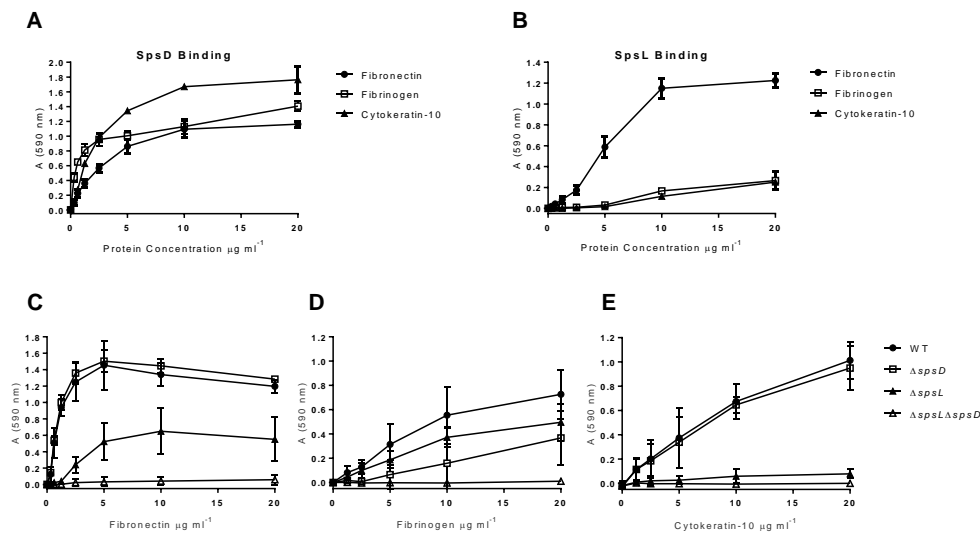 A
SpsD Binding
2.0
1.8
1.6
1.4
1.2
1.0
0.8
0.6
0.4
0.2
0.0
0 5 10 15 20
A (590 nm)
Protein Concentration µg ml-1
Fibronectin
Fibrinogen
Cytokeratin-10
B
SpsL Binding
1.4
1.2
1.0
0.8
0.6
0.4
0.2
0.0
0 5 10 15 20
A (590 nm)
Protein Concentration µg ml-1
Fibronectin
Fibrinogen
Cytokeratin-10
C
1.8
1.6
1.4
1.2
1.0
0.8
0.6
0.4
0.2
0.0
0 5 10 15 20
A (590 nm)
Fibronectin µg ml-1
D
1.2
1.0
0.8
0.6
0.4
0.2
0.0
0 5 10 15 20
A (590 nm)
Fibrinogen µg ml-1
E
1.2
1.0
0.8
0.6
0.4
0.2
0.0
0 5 10 15 20
A (590 nm)
Cytokeratin-10 µg ml-1
WT
ΔspsD
ΔspsL
ΔspsLΔspsD